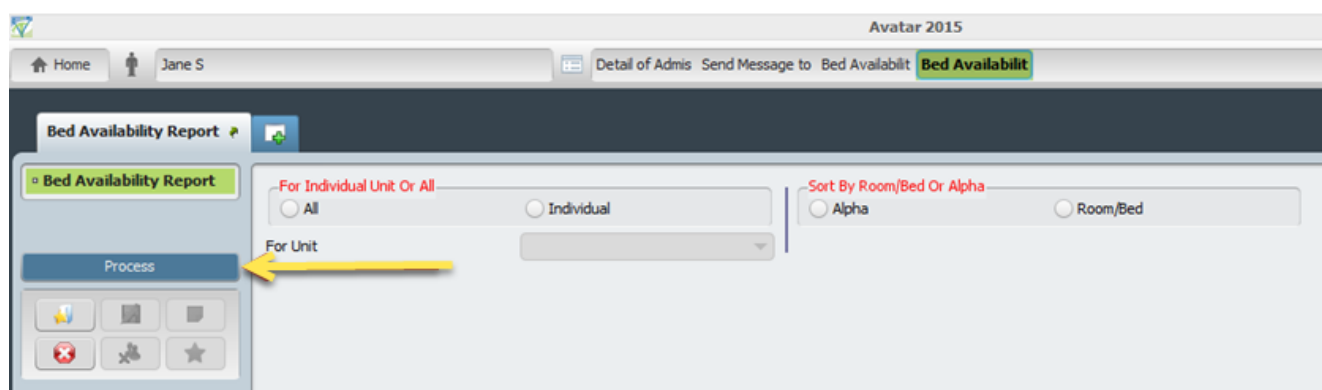 Avatar 2015
Home Jane S Detail of Admis Send Message to Bed Availabilit Bed Availabilit
Bed Availability Report
Bed Availability Report
For Individual Unit Or All Sort By Room/Bed Or Alpha
All Individual Alpha Room/Bed
For Unit
Process